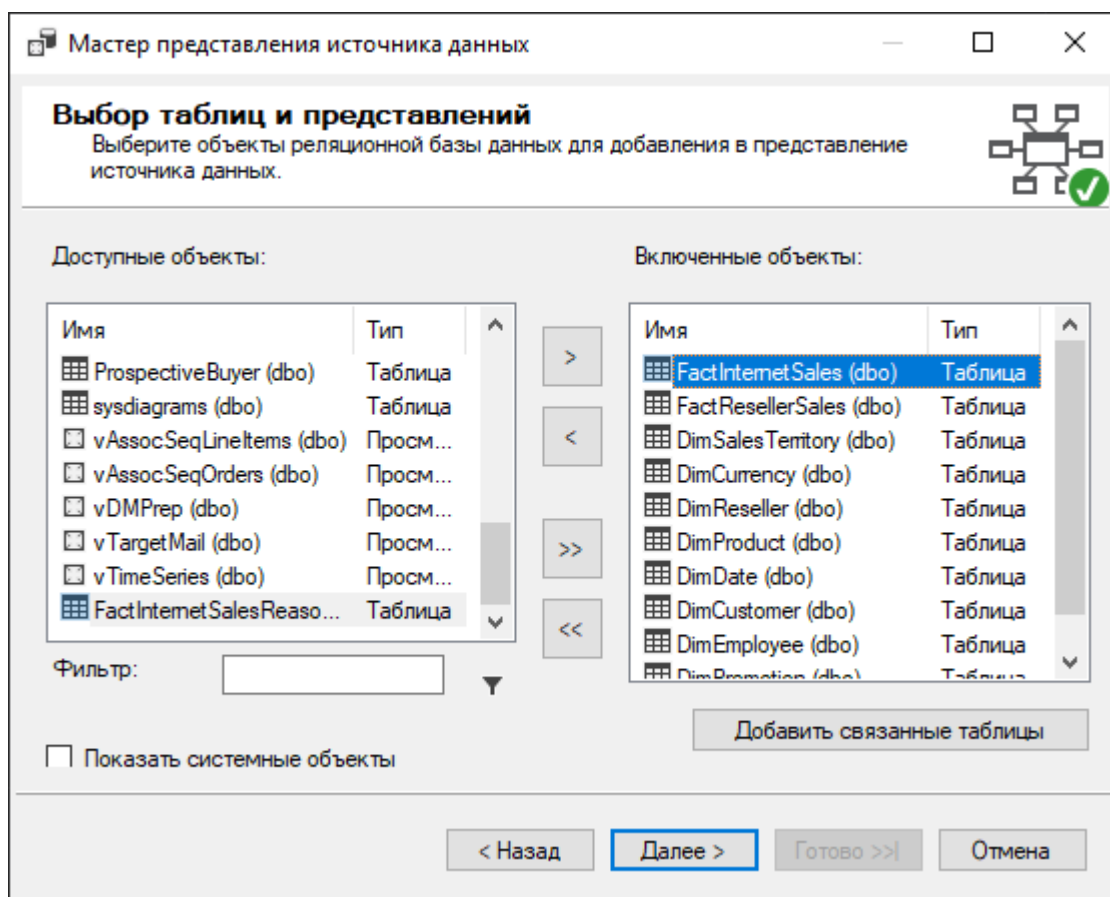 Мастер представления источника данных
Выбор таблиц и представлений
Выберите объекты реляционной базы данных для добавления в представление
источника данных.
Доступные объекты:
Имя Тип
ProspectiveBuyer (dbo) Таблица
sysdiagrams (dbo) Таблица
vAssocSeqLineItems (dbo) Просм...
vAssocSeqOrders (dbo) Просм...
vDMPrep (dbo) Просм...
vTargetMail (dbo) Просм...
vTimeSeries (dbo) Просм...
FactInternetSalesReaso... Таблица
Фильтр:
Показать системные объекты
>
<
>>
<<
Включенные объекты:
Имя Тип
FactInternetSales (dbo) Таблица
FactResellerSales (dbo) Таблица
DimSalesTerritory (dbo) Таблица
DimCurrency (dbo) Таблица
DimReseller (dbo) Таблица
DimProduct (dbo) Таблица
DimDate (dbo) Таблица
DimCustomer (dbo) Таблица
DimEmployee (dbo) Таблица
DimPromotion (dbo) Таблица
Добавить связанные таблицы
< Назад
Далее >
Готово >>|
Отмена